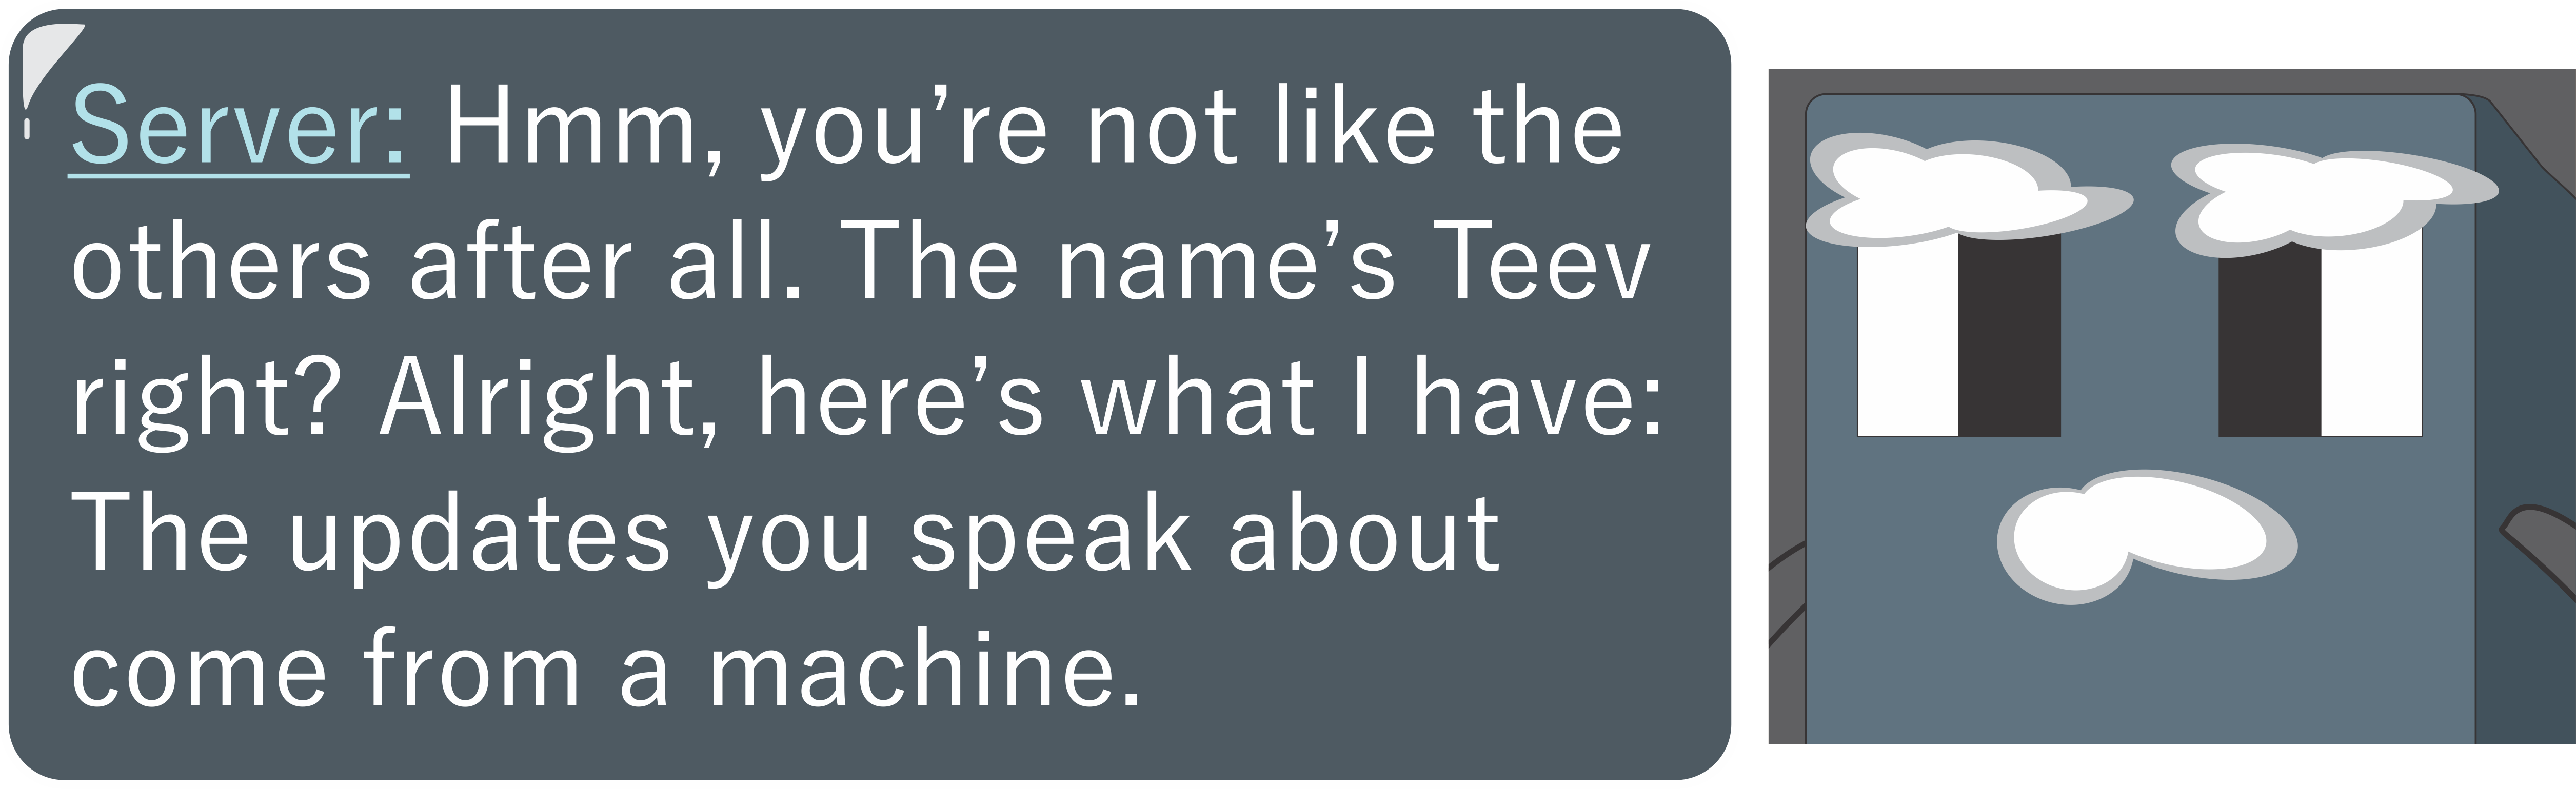 Server: Hmm, you’re not like the
others after all. The name’s Teev
right? Alright, here’s what I have:
The updates you speak about
come from a machine.